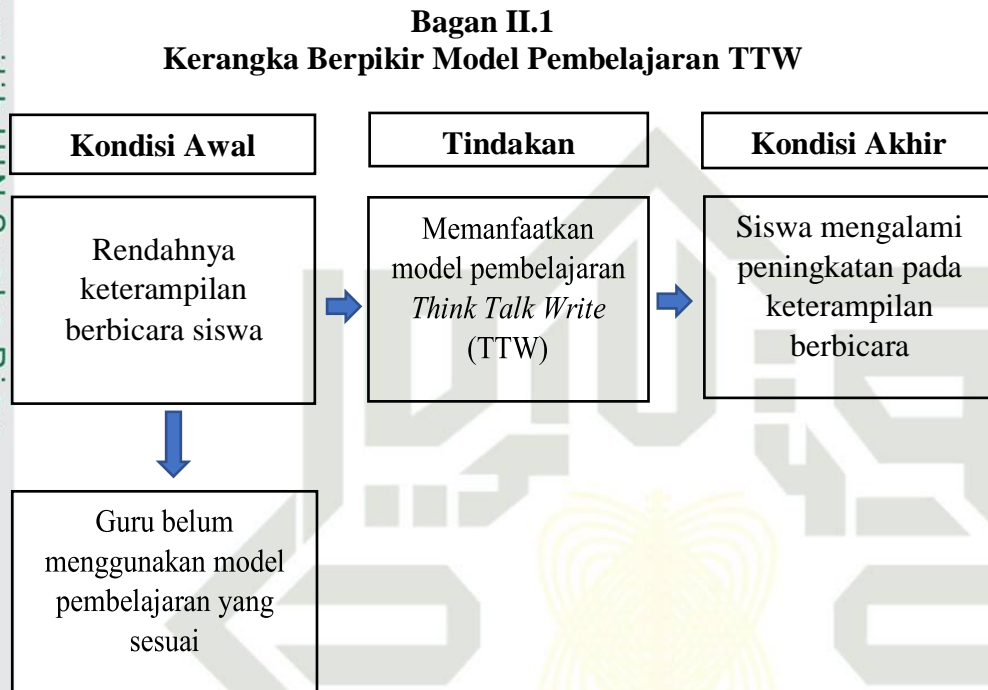 Bagan II.1
Kerangka Berpikir Model Pembelajaran TTW
Kondisi Awal
Tindakan
Kondisi Akhir
Rendahnya
keterampilan
berbicara siswa
Memanfaatkan
model pembelajaran
Think Talk Write
(TTW)
Siswa mengalami
peningkatan pada
keterampilan
berbicara
Guru belum
menggunakan model
pembelajaran yang
sesuai